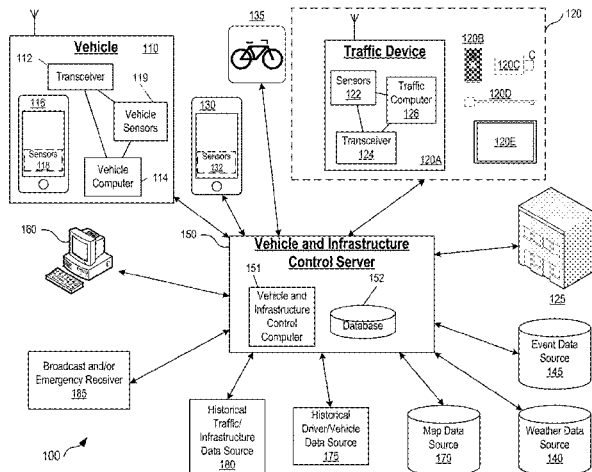 Vehicle 110
112
Transceiver
119
116
Sensors
118
Vehicle Sensors
Vehicle Computer
114
130
Sensors
132
135
120
Traffic Device
Sensors
122
Traffic Computer
126
Transceiver
124
120A
120B
120C
C
120D
120E
150
Vehicle and Infrastructure
Control Server
151
Vehicle and
Infrastructure
Control
Computer
152
Database
160
125
Event Data
Source
145
Broadcast and/or
Emergency Receiver
185
Historical
Traffic/
Infrastructure
Data Source
180
Historical
Driver/Vehicle
Data Source
175
Map Data
Source
170
Weather Data
Source
140
100